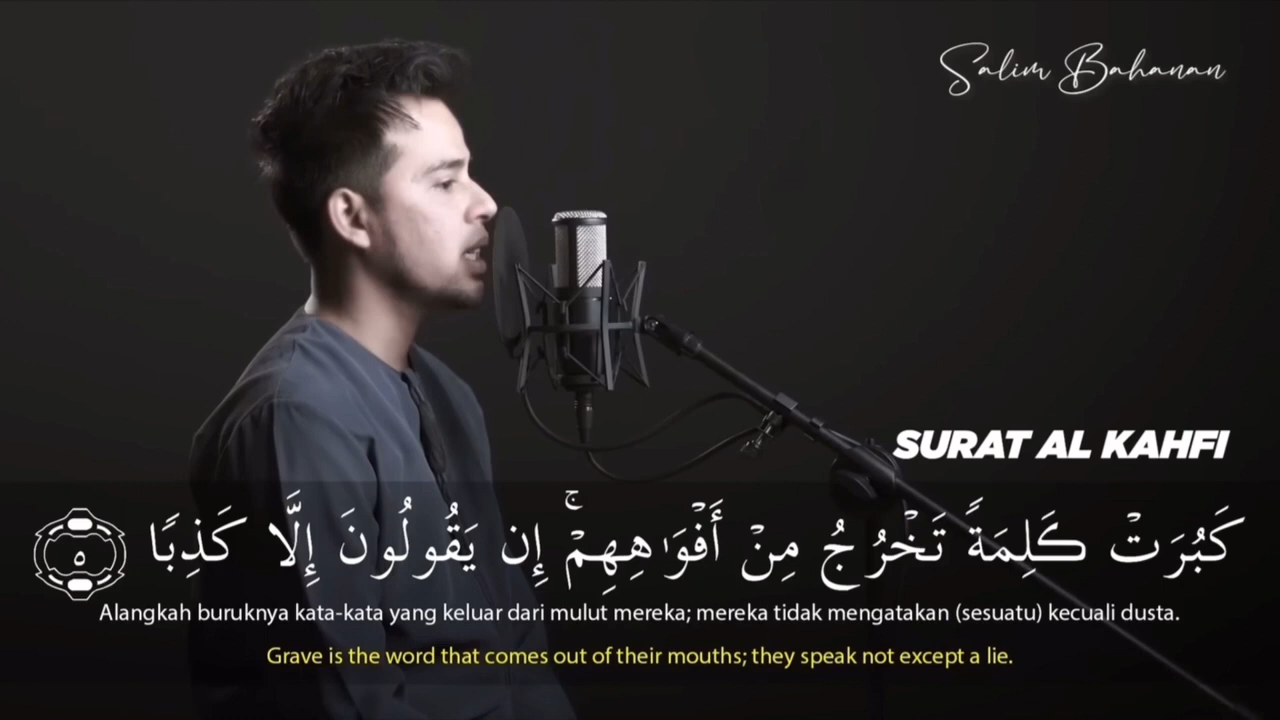 Salim Bahanan
SURAT AL KAHFI
كَبُرَتْ كَلِمَةً تَخْرُجُ مِنْ أَفْوَٰهِهِمْ ۚ إِن يَقُولُونَ إِلَّا كَذِبًا ٥
Alangkah buruknya kata-kata yang keluar dari mulut mereka; mereka tidak mengatakan (sesuatu) kecuali dusta.
Grave is the word that comes out of their mouths; they speak not except a lie.